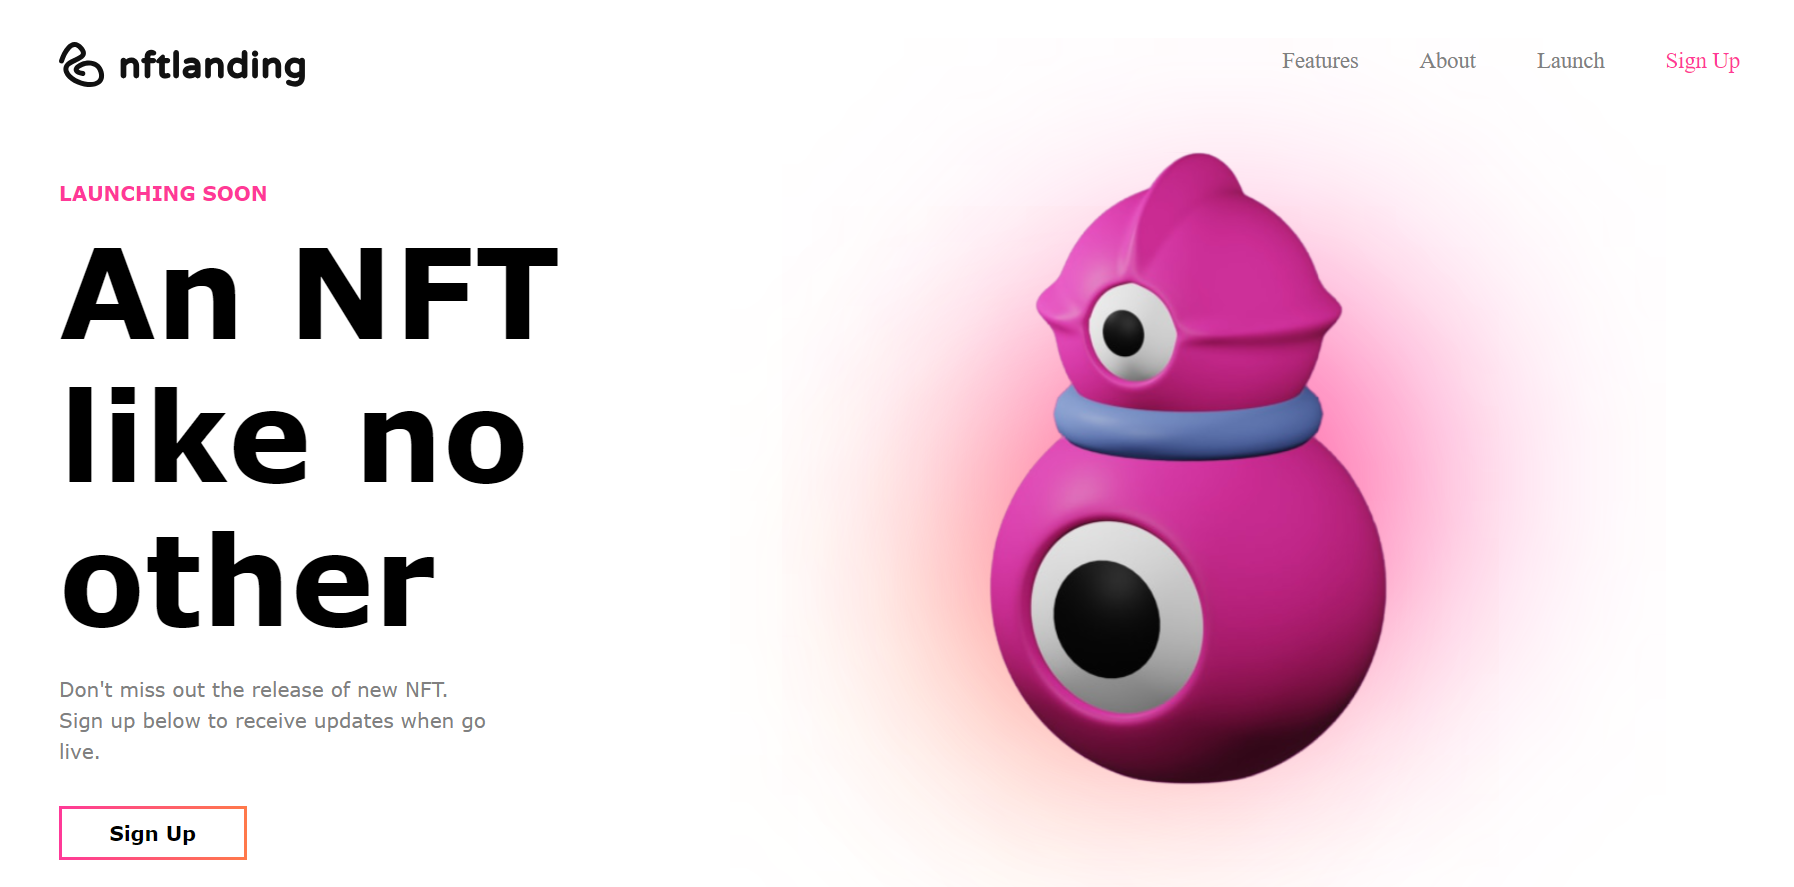 nftlanding
Features
About
Launch
Sign Up
LAUNCHING SOON
An NFT
like no
other
Don't miss out the release of new NFT.
Sign up below to receive updates when go
live.
Sign Up